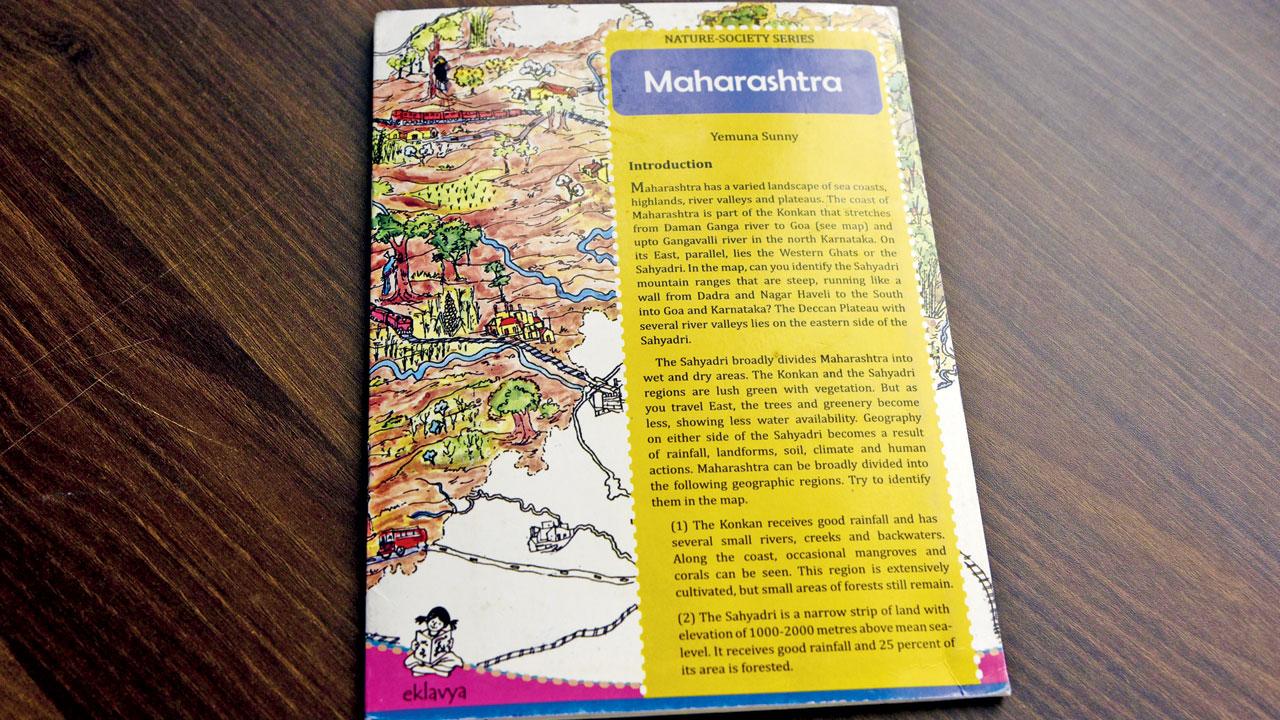 NATURE-SOCIETY SERIES
Maharashtra
Yemuna Sunny
Introduction
Maharashtra has a varied landscape of sea coasts,
highlands, river valleys and plateaus. The coast of
Maharashtra is part of the Konkan that stretches
from Daman Ganga river to Goa (see map) and
upto Gangavalli river in the north Karnataka. On
its East, parallel, lies the Western Ghats or the
Sahyadri. In the map, can you identify the Sahyadri
mountain ranges that are steep, running like a
wall from Dadra and Nagar Haveli to the South
into Goa and Karnataka? The Deccan Plateau with
several river valleys lies on the eastern side of the
Sahyadri.
The Sahyadri broadly divides Maharashtra into
wet and dry areas. The Konkan and the Sahyadri
regions are lush green with vegetation. But as
you travel East, the trees and greenery become
less, showing less water availability. Geography
on either side of the Sahyadri becomes a result
of rainfall, landforms, soil, climate and human
actions. Maharashtra can be broadly divided into
the following geographic regions. Try to identify
them in the map.
(1) The Konkan receives good rainfall and has
several small rivers, creeks and backwaters.
Along the coast, occasional mangroves and
corals can be seen. This region is extensively
cultivated, but small areas of forests still remain.
(2) The Sahyadri is a narrow strip of land with
elevation of 1000-2000 metres above mean sea-
level. It receives good rainfall and 25 percent of
its area is forested.
eklavya